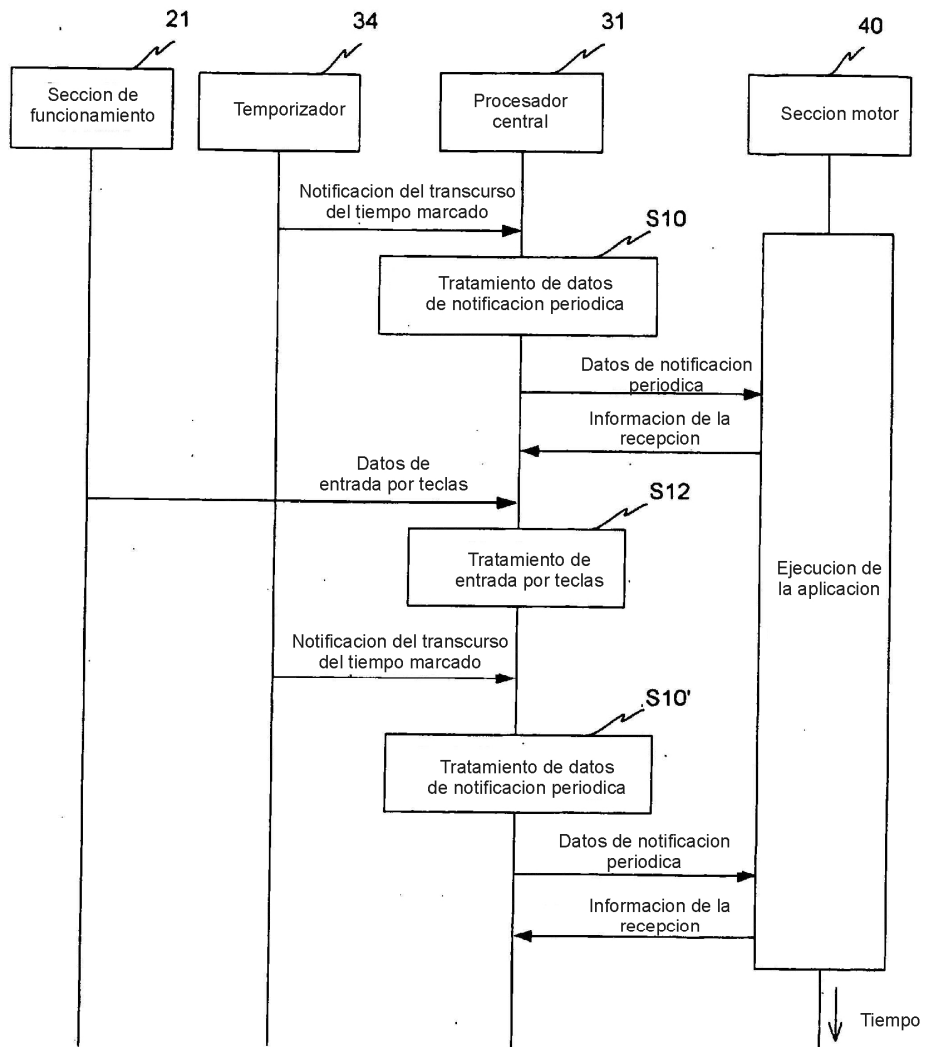 21
34
31
40
Seccion de
funcionamiento
Temporizador
Procesador
central
Seccion motor
Notificacion del transcurso
del tiempo marcado
S10
Tratamiento de datos
de notificacion periodica
Datos de notificacion
periodica
Informacion de la
recepcion
Datos de
entrada por teclas
S12
Tratamiento de
entrada por teclas
Ejecucion de
la aplicacion
Notificacion del transcurso
del tiempo marcado
S10'
Tratamiento de datos
de notificacion periodica
Datos de notificacion
periodica
Informacion de la
recepcion
Tiempo